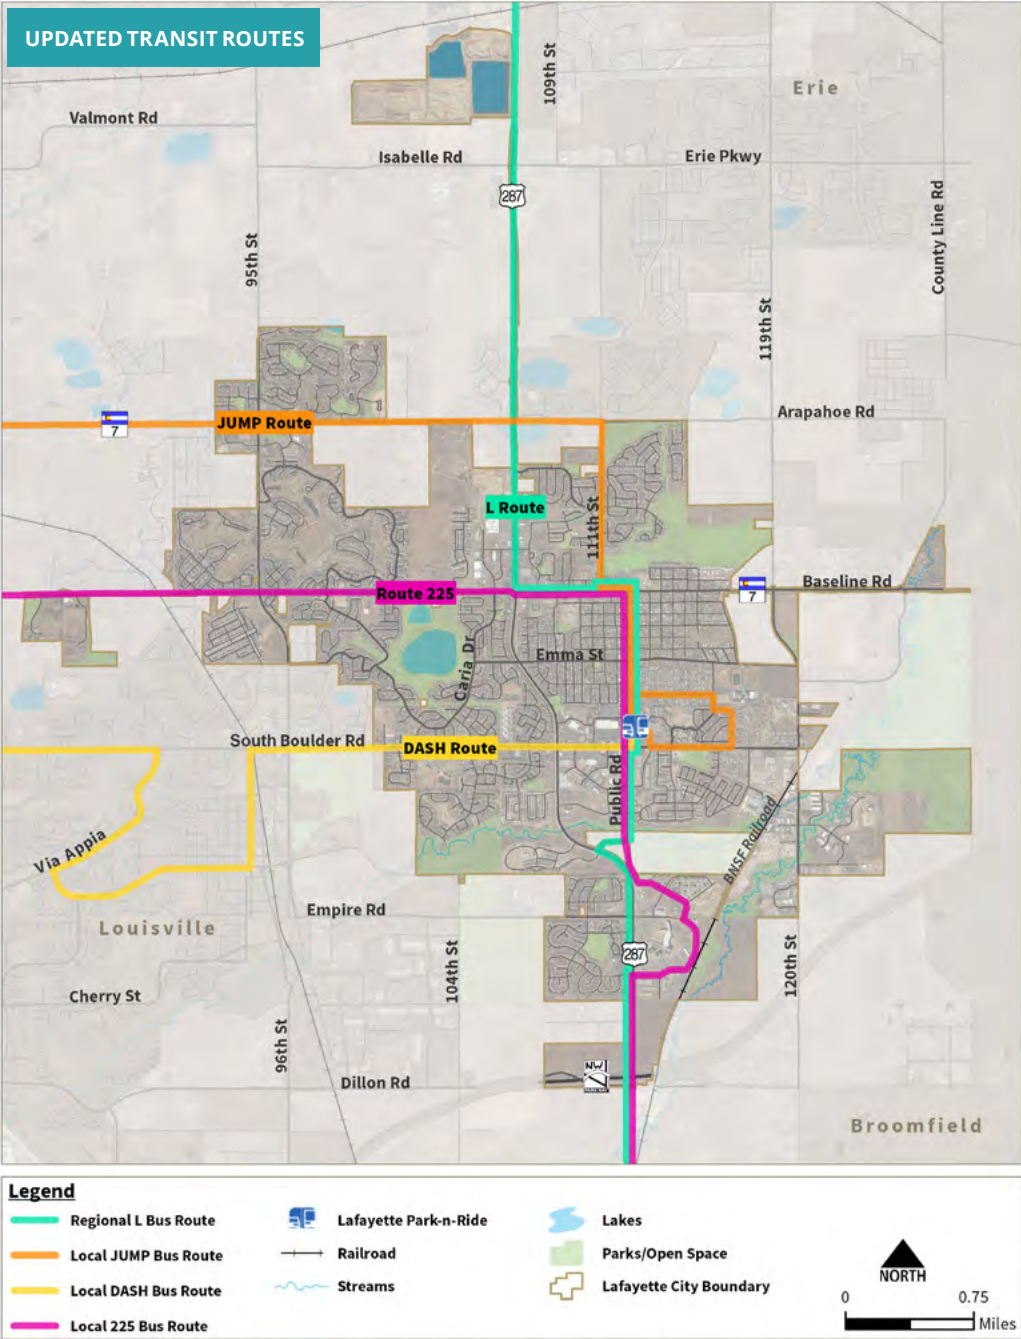 UPDATED TRANSIT ROUTES
109th St
Erie
Valmont Rd
Isabelle Rd
Erie Pkwy
287
County Line Rd
95th St
119th St
Arapahoe Rd
7
JUMP Route
L Route
111th St
Baseline Rd
7
Route 225
Emma St
Caria Dr
South Boulder Rd
DASH Route
Public Rd
BNSF Railroad
Via Appia
Empire Rd
Louisville
104th St
287
120th St
Cherry St
96th St
NW
Dillon Rd
Broomfield
Legend
Regional L Bus Route
Local JUMP Bus Route
Local DASH Bus Route
Local 225 Bus Route
Lafayette Park-n-Ride
Railroad
Streams
Lakes
Parks/Open Space
Lafayette City Boundary
NORTH
0 0.75
Miles